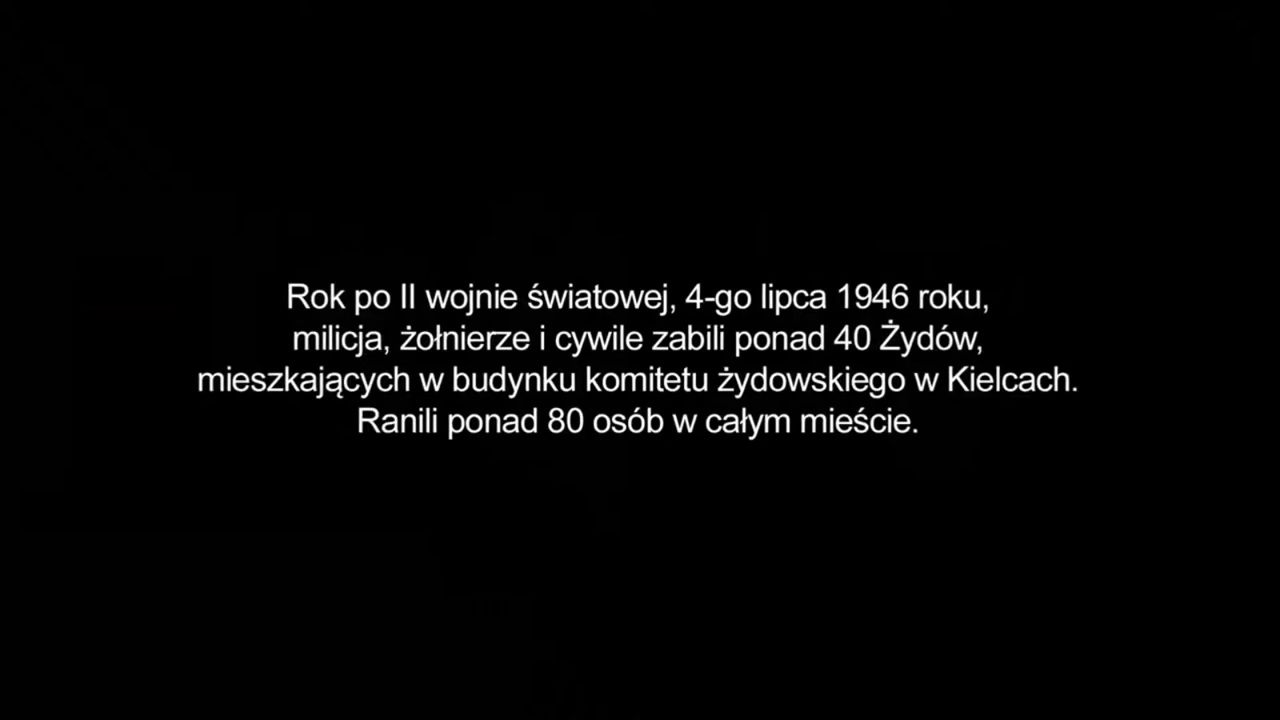 Rok po II wojnie światowej, 4-go lipca 1946 roku,
milicja, żołnierze i cywile zabili ponad 40 Żydów,
mieszkających w budynku komitetu żydowskiego w Kielcach.
Ranili ponad 80 osób w całym mieście.